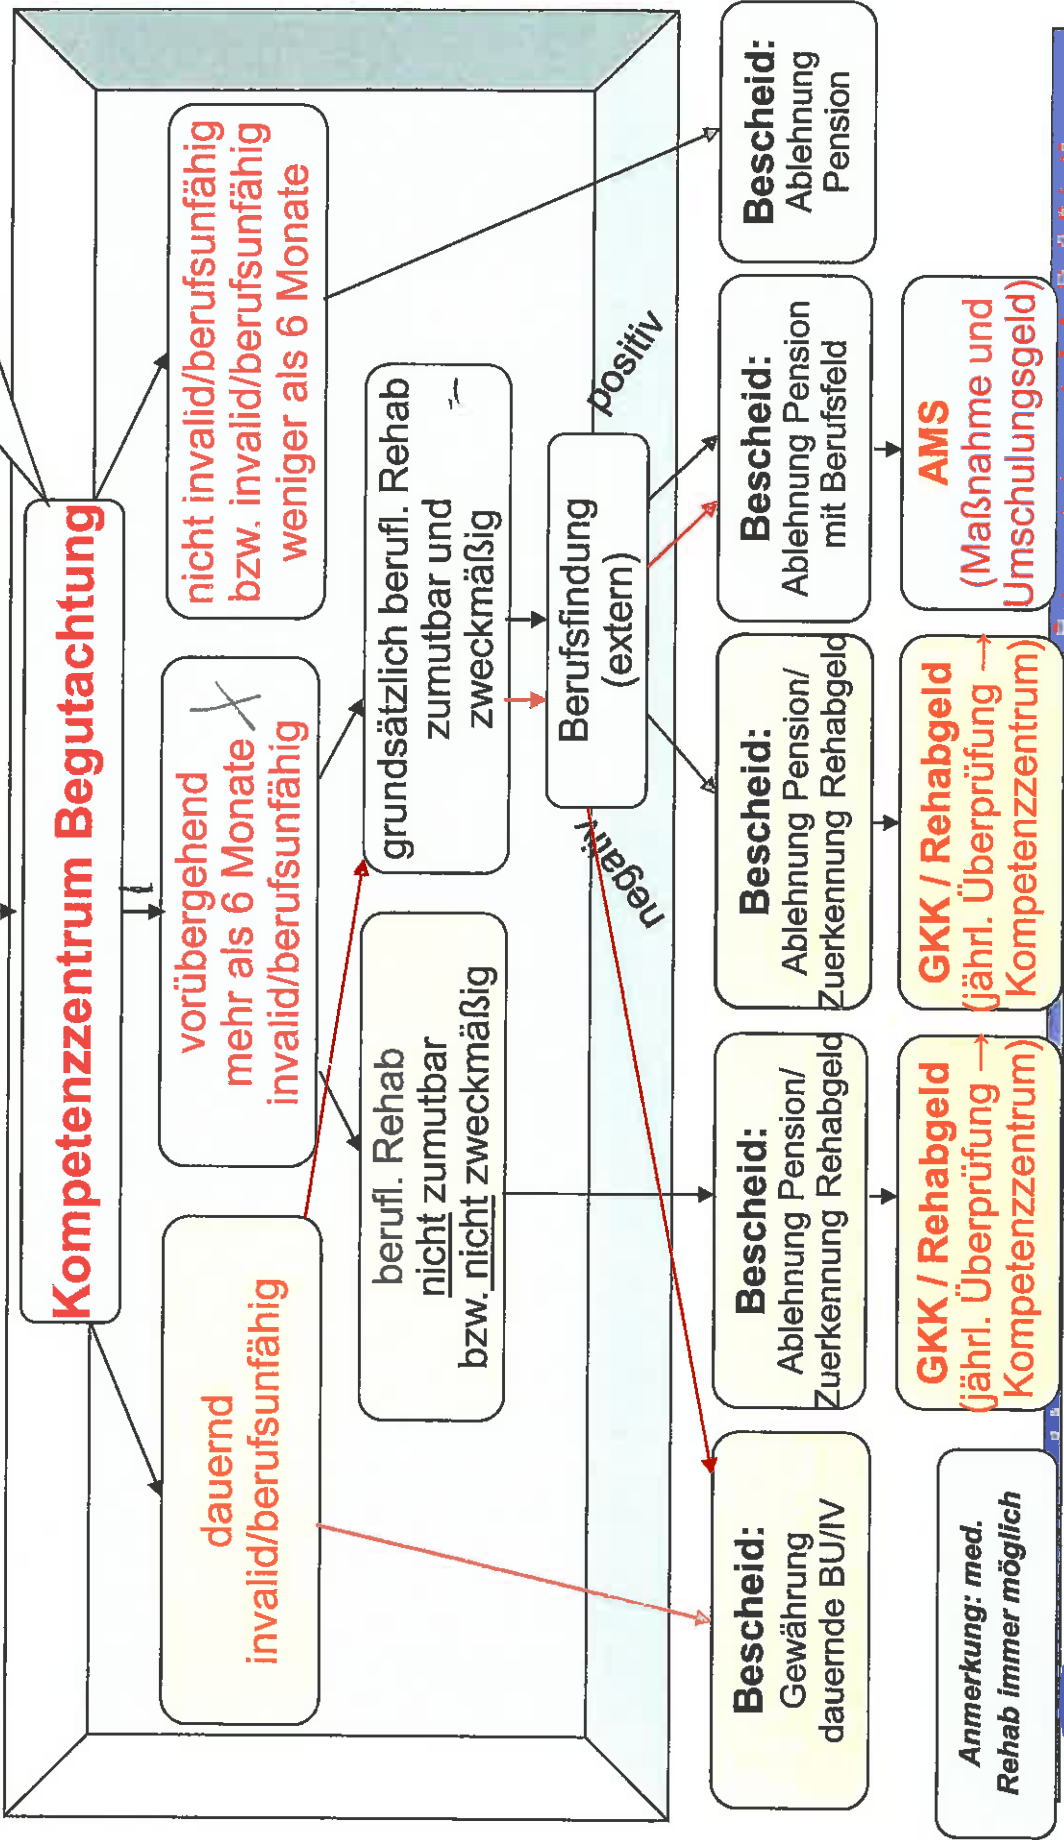 Kompetenzzentrum Begutachtung
dauernd
invalid/berufsunfähig
vorübergehend
mehr als 6 Monate
invalid/berufsunfähig
nicht invalid/berufsunfähig
bzw. invalid/berufsunfähig
weniger als 6 Monate
berufl. Rehab
nicht zumutbar
bzw. nicht zweckmäßig
grundsätzlich berufl. Rehab
zumutbar und
zweckmäßig
Berufsfindung
(extern)
negativ
positiv
Bescheid:
Gewährung
dauernde BU/IV
Bescheid:
Ablehnung Pension/
Zuerkennung Rehabgeld
Bescheid:
Ablehnung Pension/
Zuerkennung Rehabgeld
Bescheid:
Ablehnung Pension
mit Berufsfeld
Bescheid:
Ablehnung
Pension
Anmerkung: med.
Rehab immer möglich
GKK / Rehabgeld
(jährl. Überprüfung →
Kompetenzzentrum)
GKK / Rehabgeld
(jährl. Überprüfung →
Kompetenzzentrum)
AMS
(Maßnahme und
Umschulungsgeld)